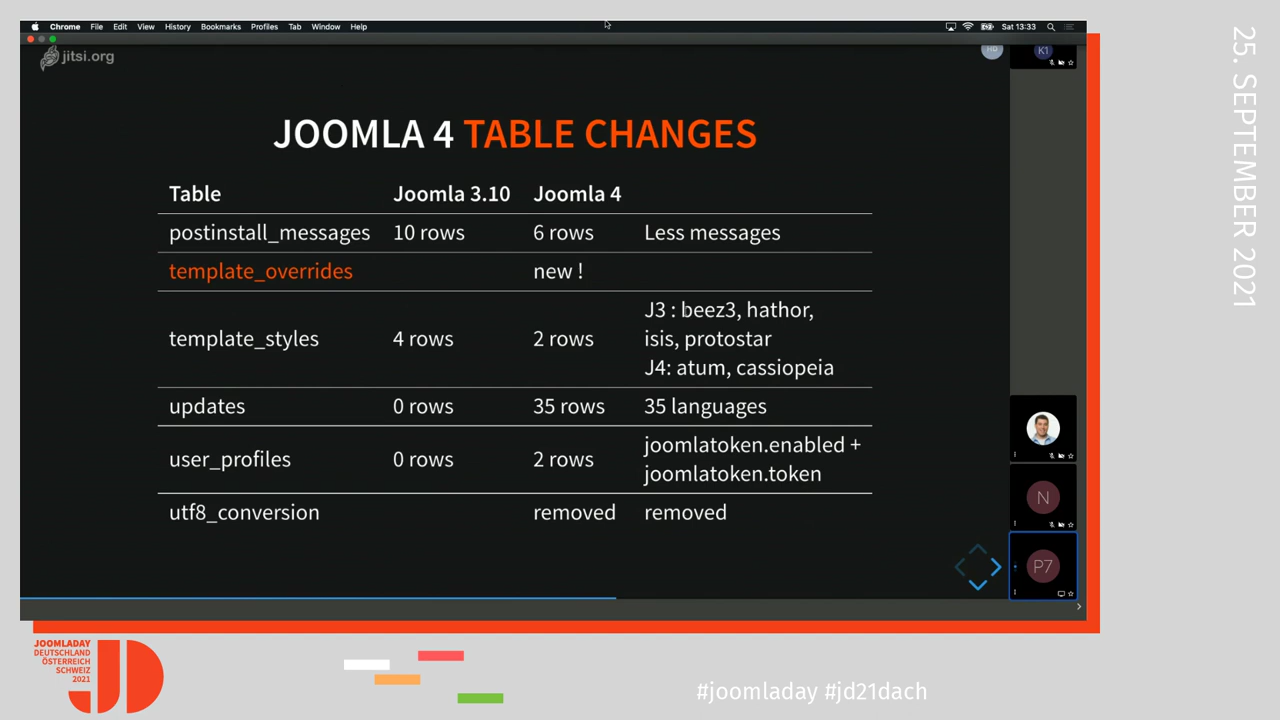 Chrome File Edit View History Bookmarks Profiles Tab Window Help
Sat 13:33
jitsi.org
HD
K1
JOOMLA 4 TABLE CHANGES
Table Joomla 3.10 Joomla 4
postinstall_messages 10 rows 6 rows Less messages
template_overrides new !
J3 : beez3, hathor,
template_styles 4 rows 2 rows isis, protostar
J4: atum, cassiopeia
updates 0 rows 35 rows 35 languages
user_profiles 0 rows 2 rows joomlatoken.enabled +
joomlatoken.token
utf8_conversion removed removed
N
P7
25. SEPTEMBER 2021
JOOMLADAY
DEUTSCHLAND
ÖSTERREICH
SCHWEIZ
2021
JD
#joomladay #jd21dach